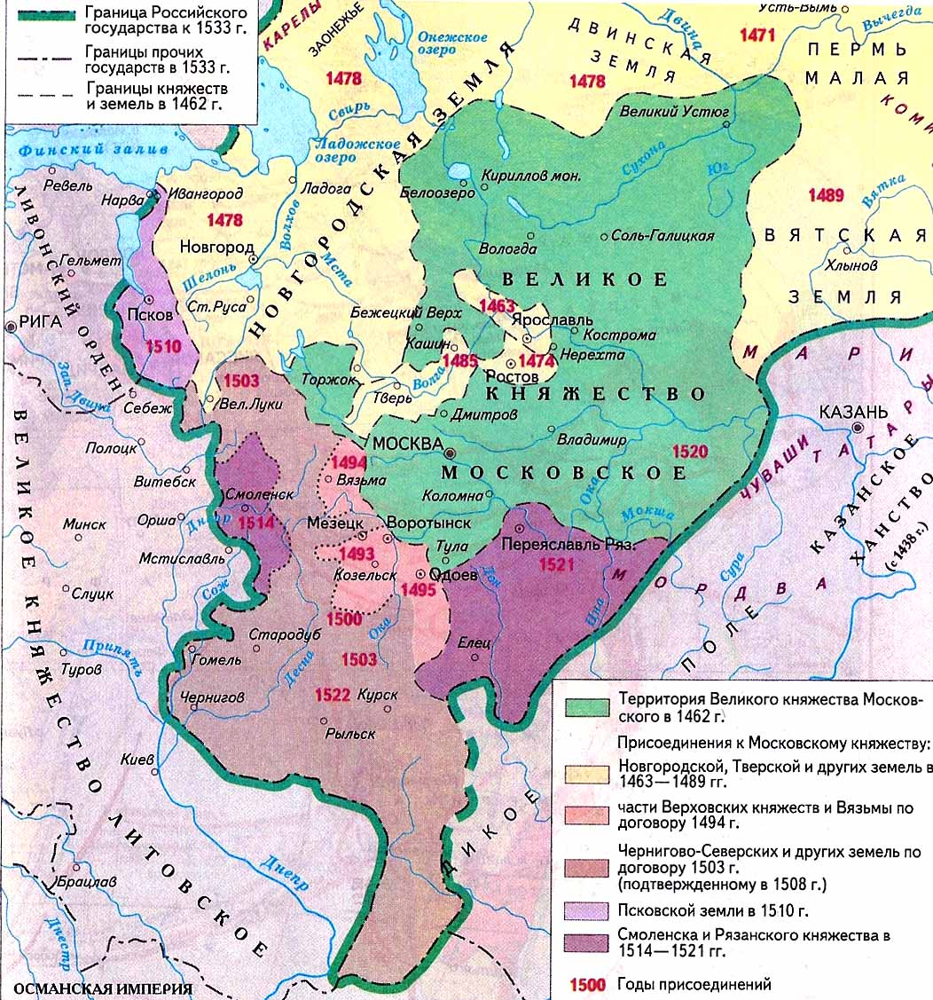 Граница Российского
государства к 1533 г.
Границы прочих
государств в 1533 г.
Границы княжеств
и земель в 1462 г.
КАРЕЛЫ
ЗАОНЕЖЬЕ
Онежское
озеро
1478
Свирь
Ладожское
озеро
ДВИНСКАЯ
ЗЕМЛЯ
1478
Двина
1471
Усть-Вымь
Вычегда
ПЕРМЬ
МАЛАЯ
КОМИ
Великий Устюг
Сухона
Юг
Финский залив
Ревель
Нарва
Ивангород
Ладога
1478
Новгород
Волхов
НОВГОРОДСКАЯ ЗЕМЛЯ
Белоозеро
Кириллов мон.
Вологда
Соль-Галицкая
1489
Вятка
ВЯТСКАЯ
ЗЕМЛЯ
Хлынов
ЛИВОНСКИЙ ОРДЕН
Гельмет
Шелонь
Мста
Ст.Руса
Псков
1510
РИГА
Зап. Двина
ВЕЛИКОЕ
1463
Бежецкий Верх
Ярославль
Кашин
1485
1474
Кострома
Нерехта
Ростов
Торжок
Тверь
Волга
КНЯЖЕСТВО
Дмитров
1503
Вел.Луки
Себеж
МАРИ
КАЗАНЬ
ТАТАРЫ
ЧУВАШИ
КАЗАНСКОЕ
ХАНСТВО
(с 1438 г.)
МОСКВА
Владимир
1520
МОСКОВСКОЕ
Полоцк
Витебск
1494
Вязьма
Коломна
Ока
Мокша
Смоленск
1514
Минск
Орша
Днепр
Мстиславль
Мезецк
Воротынск
1493
Козельск
Тула
Одоев
1495
Переяславль Ряз.
1521
МОРДВА
Сура
Цна
Дон
Слуцк
Сож
1500
Ока
Елец
ПОЛЕ
Стародуб
1503
Гомель
Десна
Припять
Туров
Чернигов
1522
Курск
Рыльск
Киев
ДИКОЕ
ВЕЛИКОЕ КНЯЖЕСТВО ЛИТОВСКОЕ
Брацлав
Днепр
Днестр
ОСМАНСКАЯ ИМПЕРИЯ
Территория Великого княжества Москов-
ского в 1462 г.
Присоединения к Московскому княжеству:
Новгородской, Тверской и других земель в
1463—1489 гг.
части Верховских княжеств и Вязьмы по
договору 1494 г.
Чернигово-Северских и других земель по
договору 1503 г.
(подтвержденному в 1508 г.)
Псковской земли в 1510 г.
Смоленска и Рязанского княжества в
1514—1521 гг.
1500 Годы присоединений